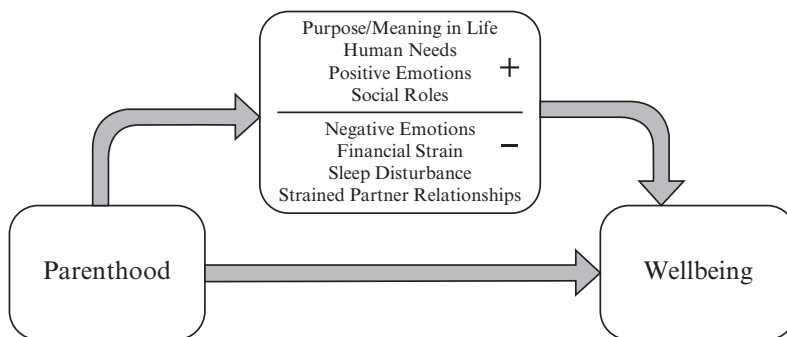 Purpose/Meaning in Life
Human Needs
Positive Emotions
Social Roles
+
Negative Emotions
Financial Strain
Sleep Disturbance
Strained Partner Relationships
–
Parenthood
Wellbeing